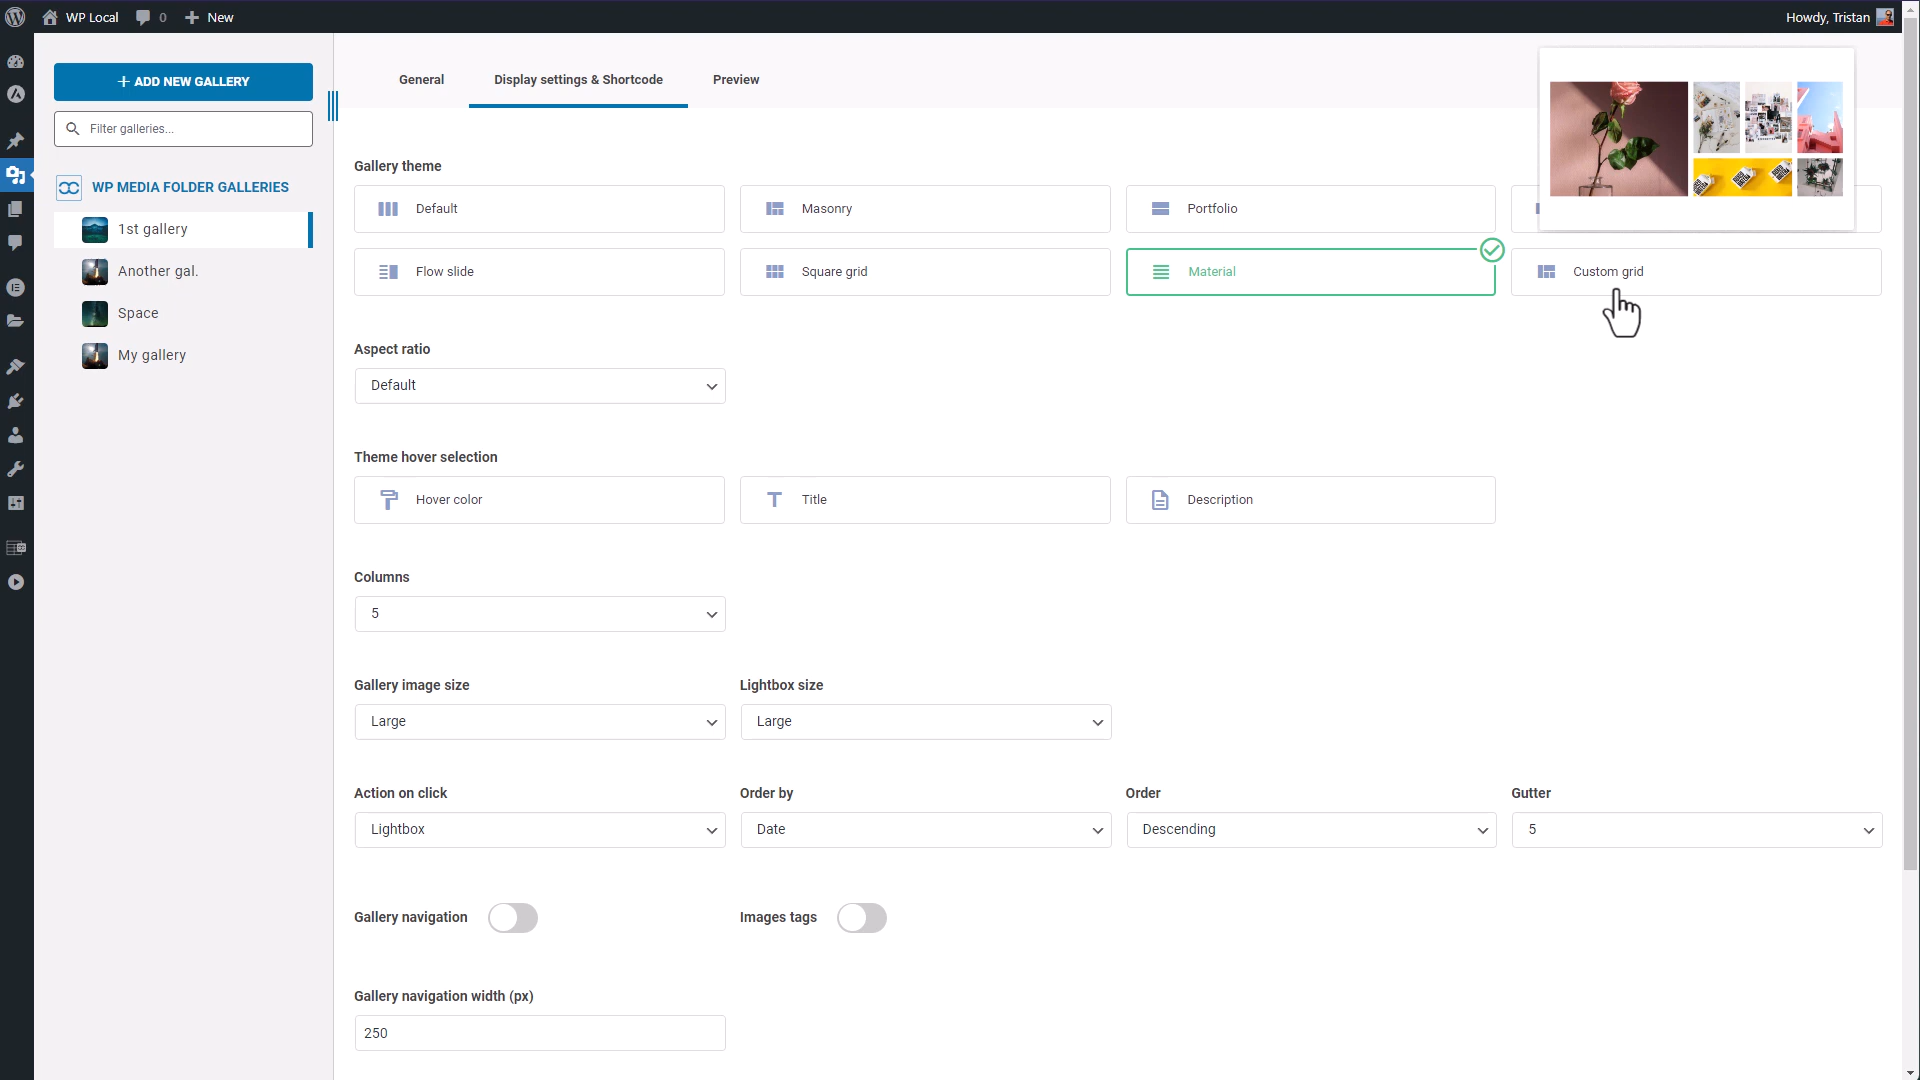 WP Local 0 New Howdy, Tristan
ADD NEW GALLERY
Filter galleries...
WP MEDIA FOLDER GALLERIES
1st gallery
Another gal.
Space
My gallery
General Display settings & Shortcode Preview
Gallery theme
Default Masonry Portfolio
Flow slide Square grid Material Custom grid
Aspect ratio
Default
Theme hover selection
Hover color Title Description
Columns
5
Gallery image size Lightbox size
Large Large
Action on click Order by Order Gutter
Lightbox Date Descending 5
Gallery navigation Images tags
Gallery navigation width (px)
250